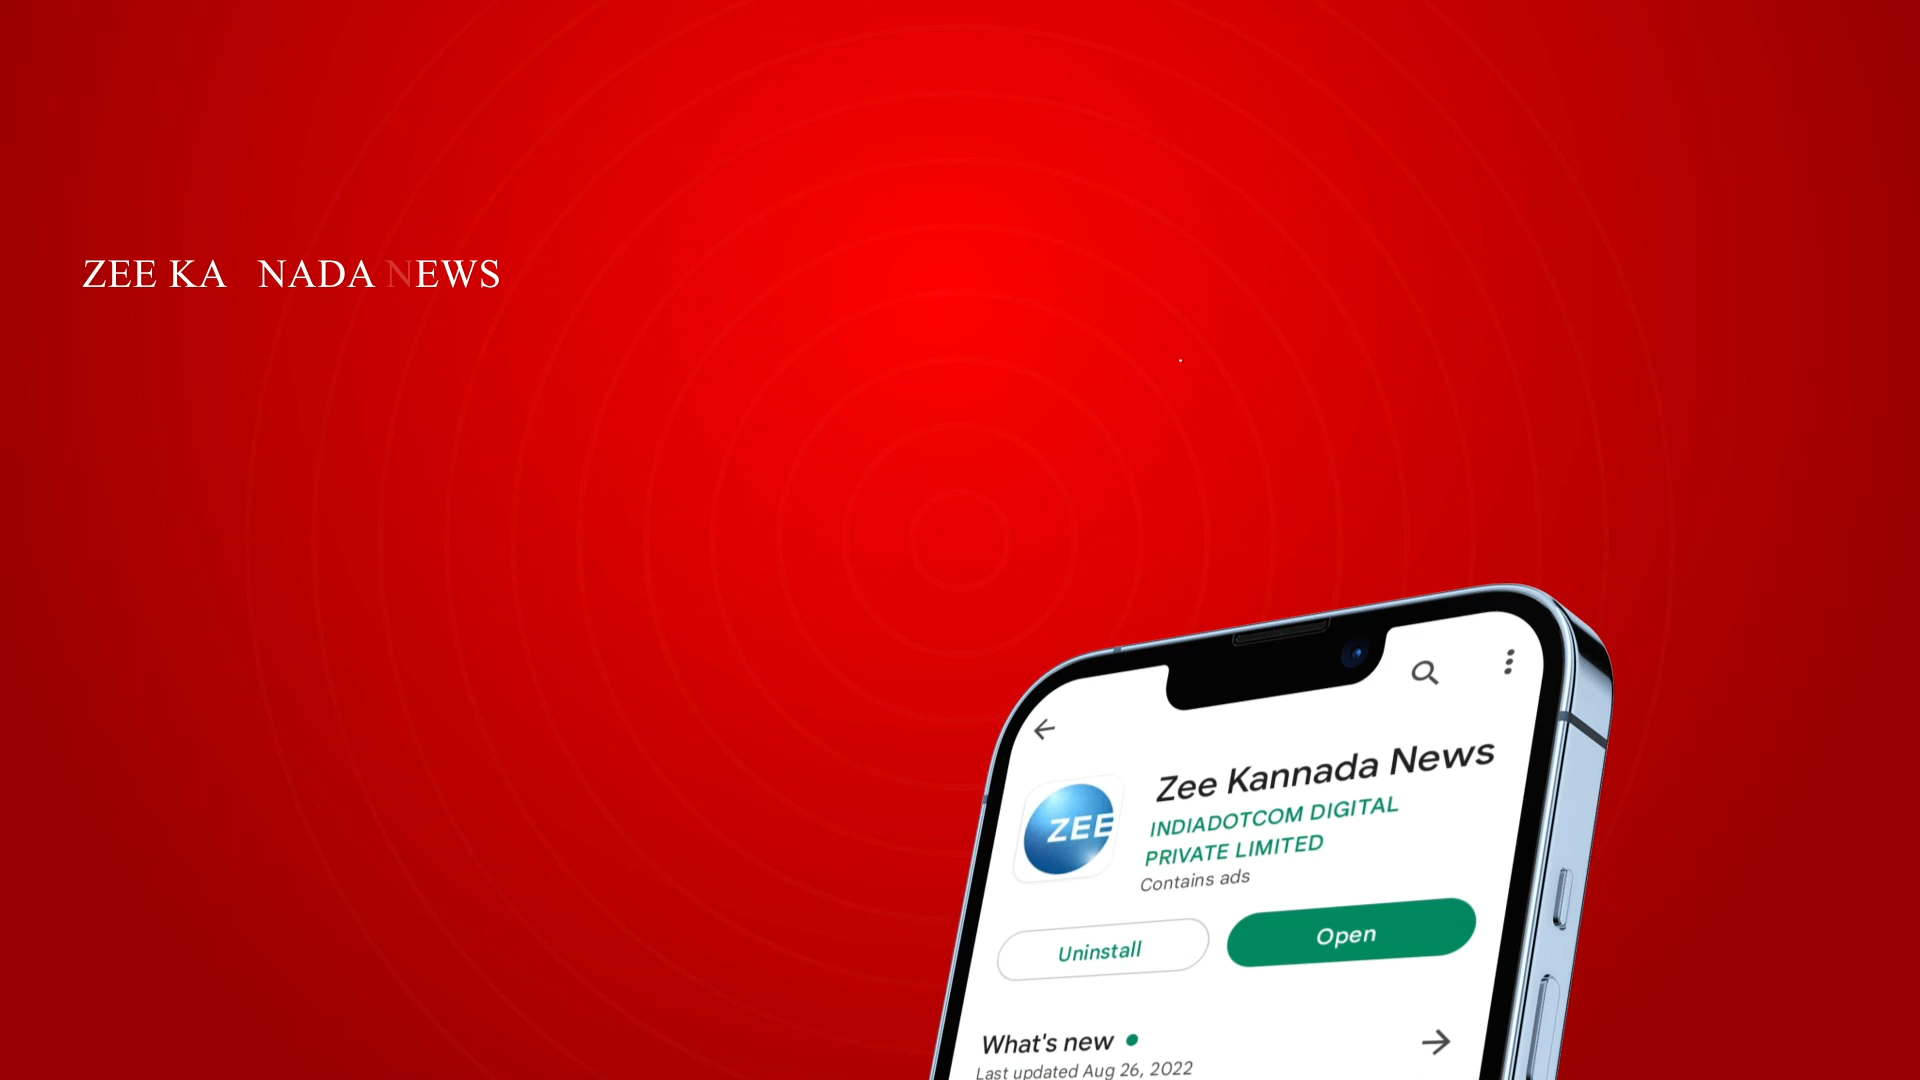 ZEE KA NADA NEWS
Zee Kannada News
INDIADOTCOM DIGITAL
PRIVATE LIMITED
Contains ads
ZEE
Uninstall
Open
What's new
Last updated Aug 26, 2022